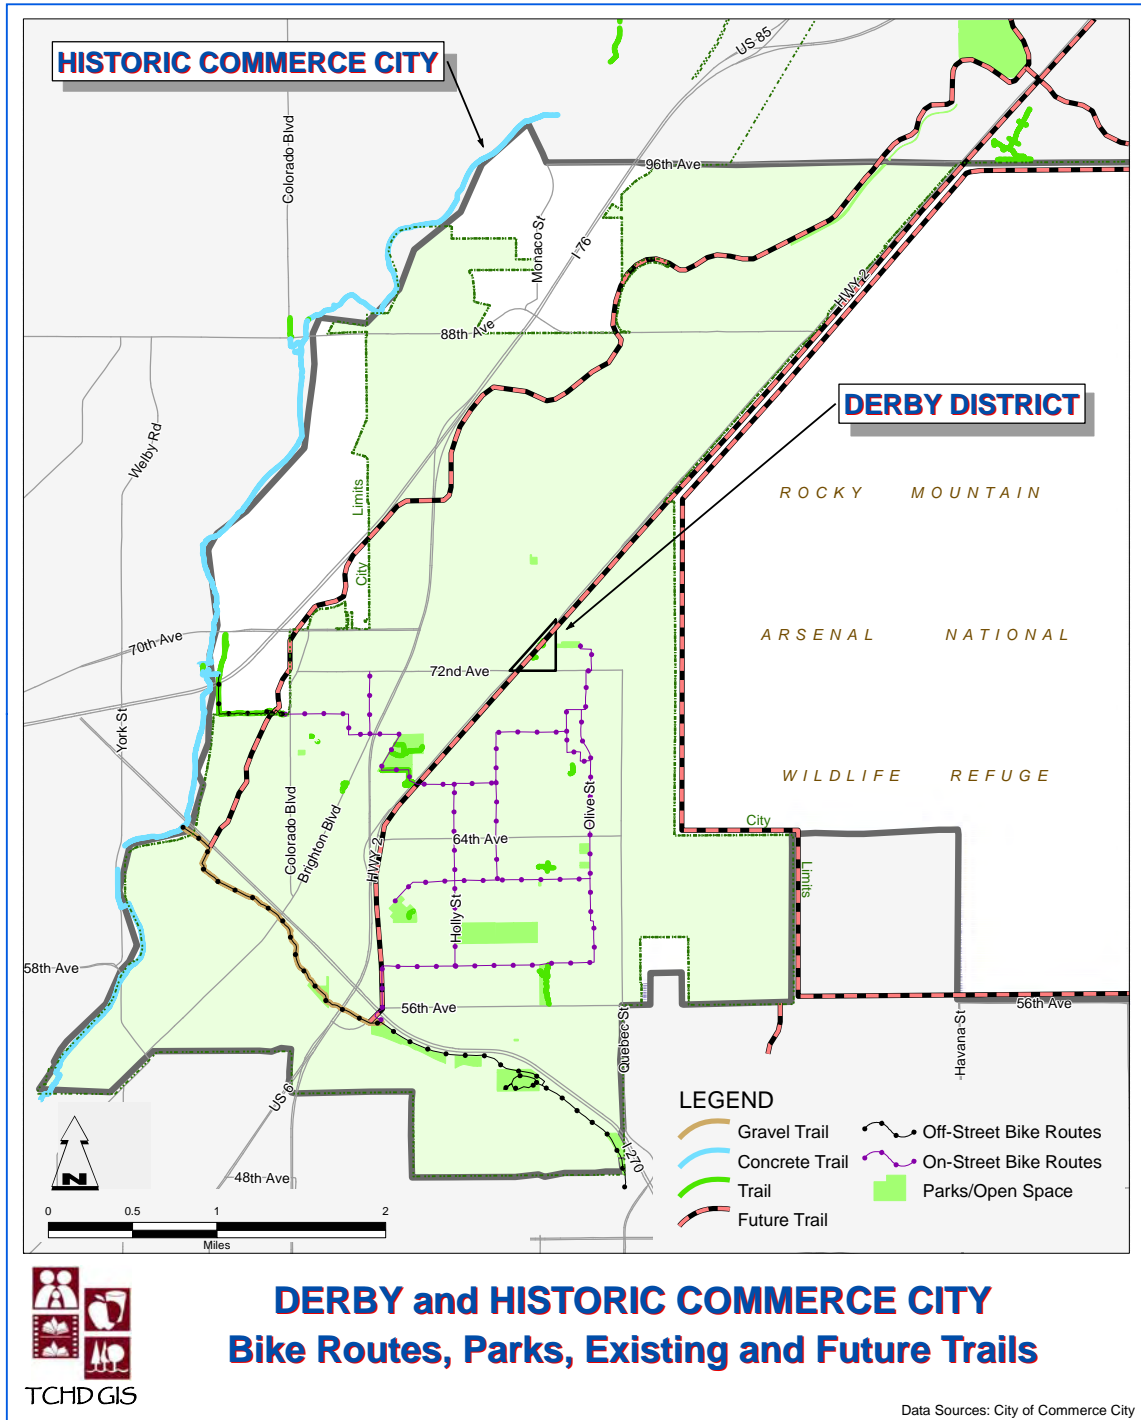 HISTORIC COMMERCE CITY
US 85
Colorado Blvd
96th Ave
Monaco St
I-76
HWY 2
88th Ave
DERBY DISTRICT
Welby Rd
Limits
City
ROCKY MOUNTAIN
ARSENAL NATIONAL
WILDLIFE REFUGE
70th Ave
72nd Ave
York St
Colorado Blvd
Brighton Blvd
HWY 2
64th Ave
Olive St
Holly St
City
Limits
58th Ave
56th Ave
56th Ave
Quebec St
Havana St
US 6
I-270
48th Ave
N
0 0.5 1 2
Miles
LEGEND
Gravel Trail
Concrete Trail
Trail
Future Trail
Off-Street Bike Routes
On-Street Bike Routes
Parks/Open Space
TCHD GIS
DERBY and HISTORIC COMMERCE CITY
Bike Routes, Parks, Existing and Future Trails
Data Sources: City of Commerce City